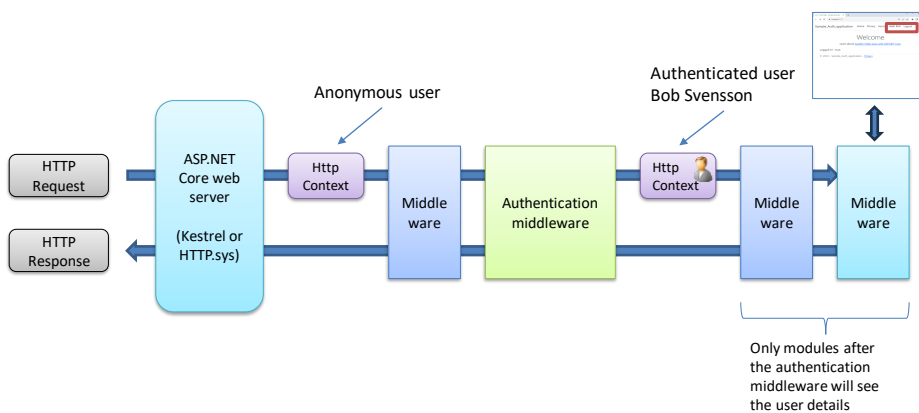 Welcome
Anonymous user
Authenticated user
Bob Svensson
HTTP
Request
HTTP
Response
ASP.NET
Core web
server
(Kestrel or
HTTP.sys)
Http
Context
Middle
ware
Authentication
middleware
Http
Context
Middle
ware
Middle
ware
Only modules after
the authentication
middleware will see
the user details